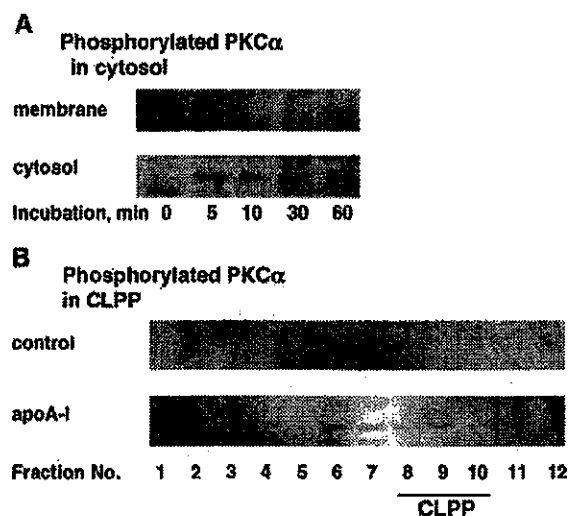 A
Phosphorylated PKCα
in cytosol
membrane
cytosol
Incubation, min 0 5 10 30 60
B
Phosphorylated PKCα
in CLPP
control
apoA-I
Fraction No. 1 2 3 4 5 6 7 8 9 10 11 12
CLPP